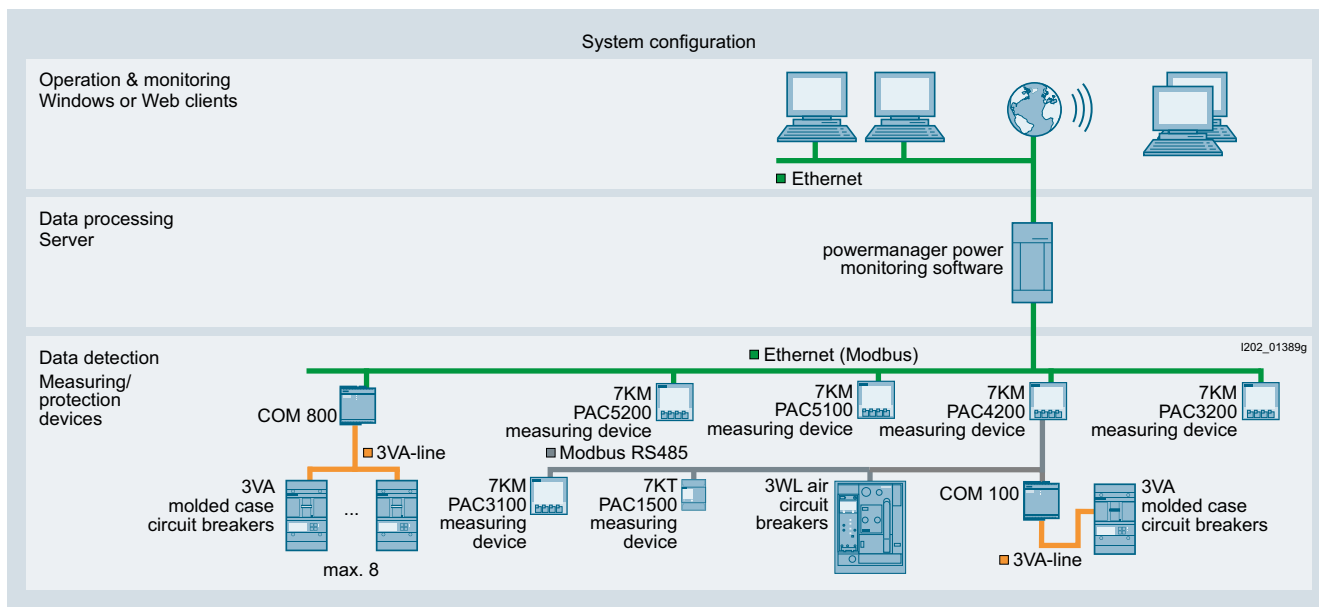 System configuration
Operation & monitoring
Windows or Web clients
Ethernet
Data processing
Server
powermanager power
monitoring software
Data detection
Measuring/
protection
devices
Ethernet (Modbus)
I202_01389g
COM 800
7KM
PAC5200
measuring device
7KM
PAC5100
measuring device
7KM
PAC4200
measuring device
7KM
PAC3200
measuring device
3VA-line
Modbus RS485
3VA
molded case
circuit breakers
...
max. 8
7KM
PAC3100
measuring
device
7KT
PAC1500
measuring
device
3WL air
circuit
breakers
COM 100
3VA
molded case
circuit breakers
3VA-line